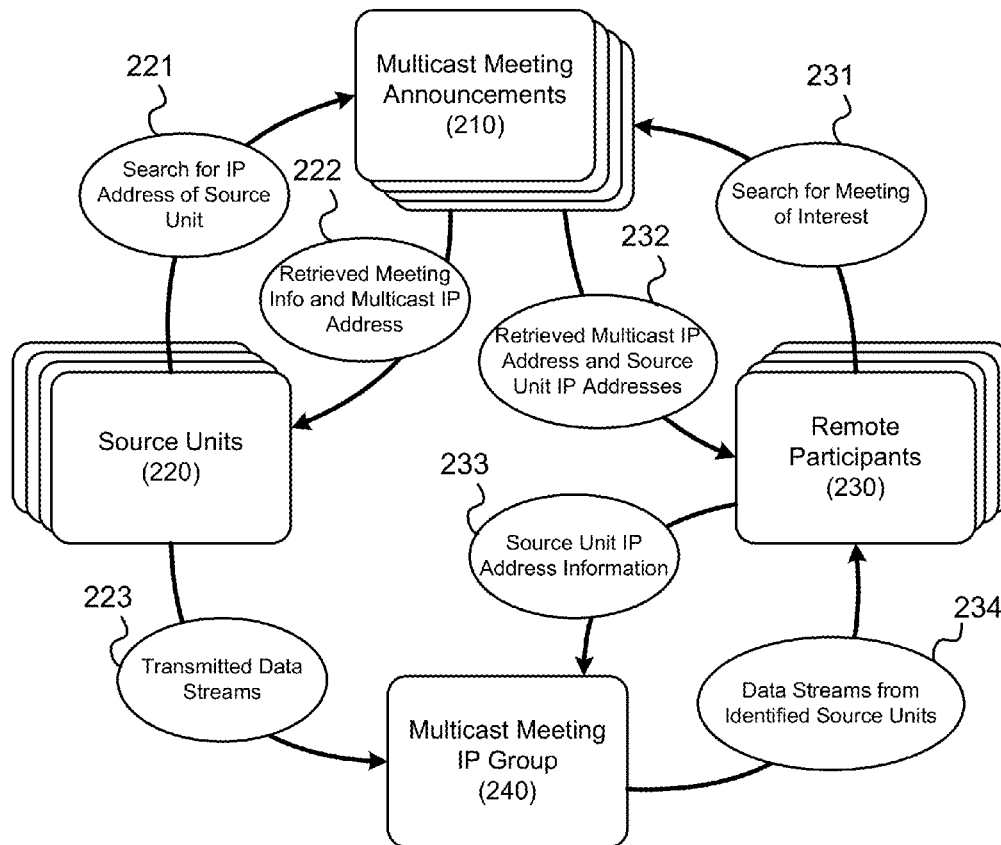 221
Search for IP
Address of Source
Unit
Multicast Meeting
Announcements
(210)
231
Search for Meeting
of Interest
222
Retrieved Meeting
Info and Multicast IP
Address
232
Retrieved Multicast IP
Address and Source
Unit IP Addresses
Source Units
(220)
Remote
Participants
(230)
233
Source Unit IP
Address Information
223
Transmitted Data
Streams
234
Data Streams from
Identified Source Units
Multicast Meeting
IP Group
(240)